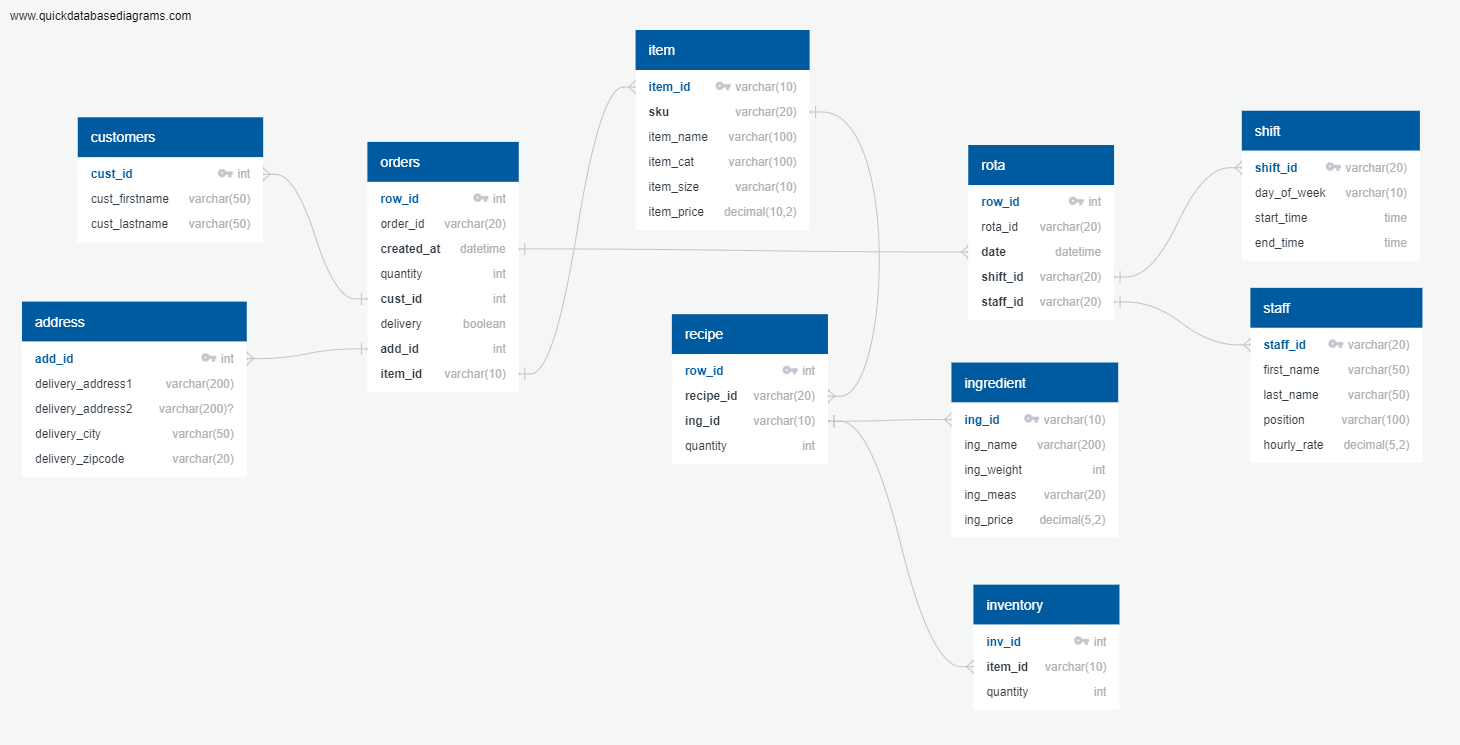 www.quickdatabasediagrams.com
customers
cust_id int
cust_firstname varchar(50)
cust_lastname varchar(50)
address
add_id int
delivery_address1 varchar(200)
delivery_address2 varchar(200)?
delivery_city varchar(50)
delivery_zipcode varchar(20)
orders
row_id int
order_id varchar(20)
created_at datetime
quantity int
cust_id int
delivery boolean
add_id int
item_id varchar(10)
item
item_id varchar(10)
sku varchar(20)
item_name varchar(100)
item_cat varchar(100)
item_size varchar(10)
item_price decimal(10,2)
recipe
row_id int
recipe_id varchar(20)
ing_id varchar(10)
quantity int
rota
row_id int
rota_id varchar(20)
date datetime
shift_id varchar(20)
staff_id varchar(20)
ingredient
ing_id varchar(10)
ing_name varchar(200)
ing_weight int
ing_meas varchar(20)
ing_price decimal(5,2)
inventory
inv_id int
item_id varchar(10)
quantity int
shift
shift_id varchar(20)
day_of_week varchar(10)
start_time time
end_time time
staff
staff_id varchar(20)
first_name varchar(50)
last_name varchar(50)
position varchar(100)
hourly_rate decimal(5,2)